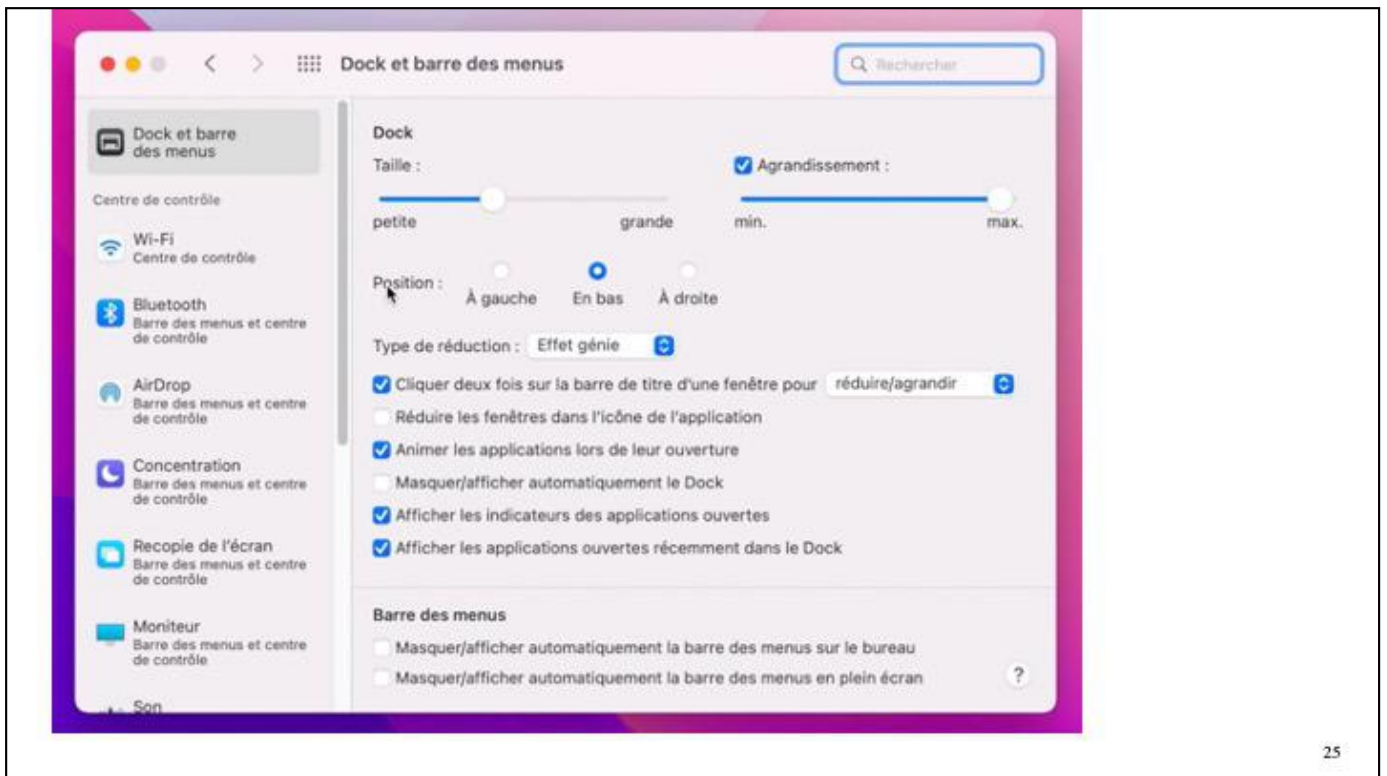 Dock et barre des menus
Rechercher
Dock et barre
des menus
Centre de contrôle
Wi-Fi
Centre de contrôle
Bluetooth
Barre des menus et centre
de contrôle
AirDrop
Barre des menus et centre
de contrôle
Concentration
Barre des menus et centre
de contrôle
Recopie de l'écran
Barre des menus et centre
de contrôle
Moniteur
Barre des menus et centre
de contrôle
Son
Dock
Taille :
Agrandissement :
petite grande min. max.
Position :
À gauche En bas À droite
Type de réduction : Effet génie
Cliquer deux fois sur la barre de titre d'une fenêtre pour réduire/agrandir
Réduire les fenêtres dans l'icône de l'application
Animer les applications lors de leur ouverture
Masquer/afficher automatiquement le Dock
Afficher les indicateurs des applications ouvertes
Afficher les applications ouvertes récemment dans le Dock
Barre des menus
Masquer/afficher automatiquement la barre des menus sur le bureau
Masquer/afficher automatiquement la barre des menus en plein écran
?
25